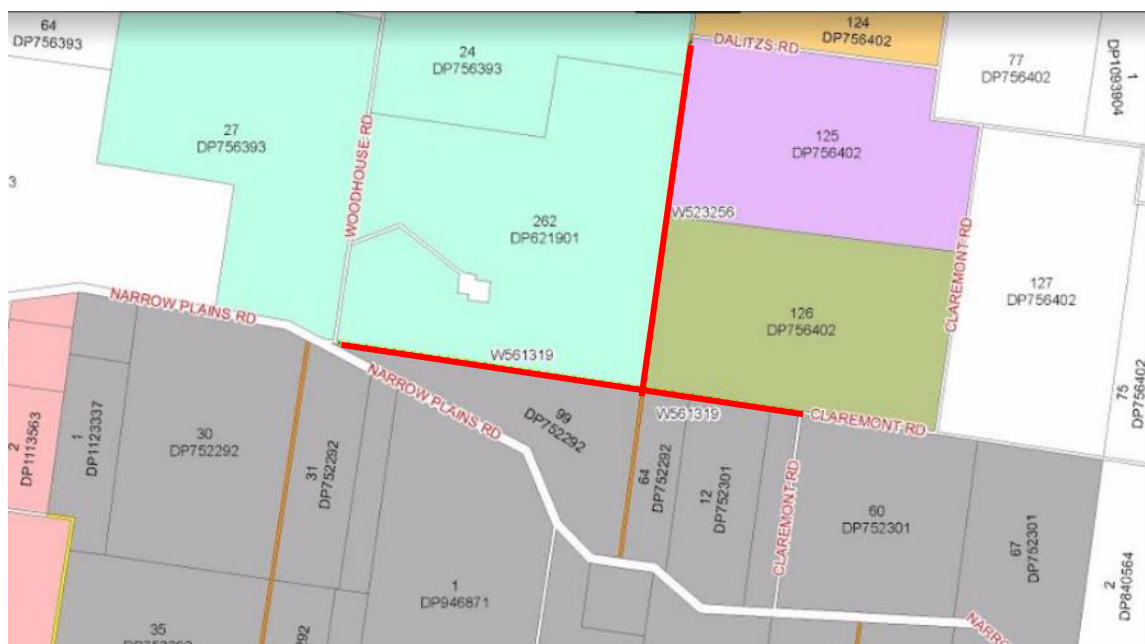 64
DP756393
24
DP756393
124
DP756402
DALITZS RD
77
DP756402
1
DP1093904
27
DP756393
WOODHOUSE RD
125
DP756402
3
262
DP621901
W523256
CLAREMONT RD
127
DP756402
NARROW PLAINS RD
126
DP756402
W561319
NARROW PLAINS RD
99
DP752292
W561319
CLAREMONT RD
75
DP756402
2
DP1113563
1
DP1123337
30
DP752292
31
DP752292
64
DP752292
12
DP752301
CLAREMONT RD
60
DP752301
67
DP752301
2
DP840564
1
DP946871
35
292
NARRO